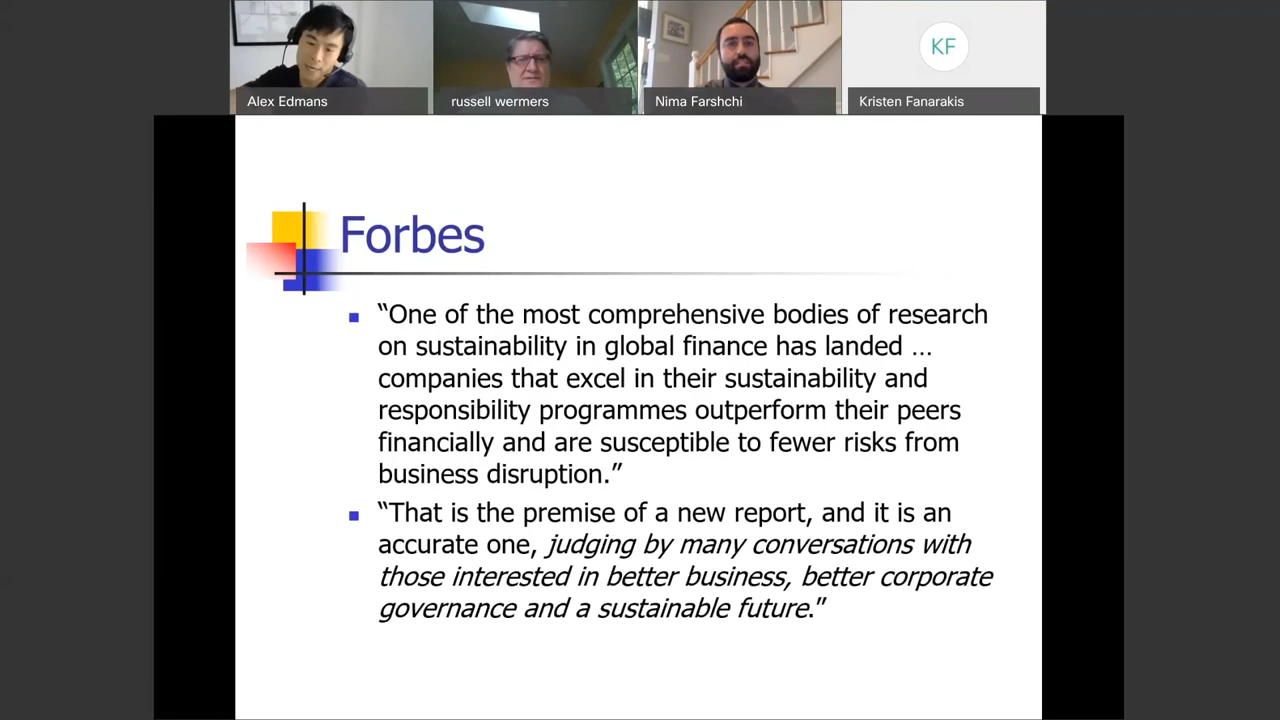 KF
Alex Edmans
russell wermers
Nima Farshchi
Kristen Fanarakis
Forbes
“One of the most comprehensive bodies of research
on sustainability in global finance has landed …
companies that excel in their sustainability and
responsibility programmes outperform their peers
financially and are susceptible to fewer risks from
business disruption.”
“That is the premise of a new report, and it is an
accurate one, judging by many conversations with
those interested in better business, better corporate
governance and a sustainable future.”